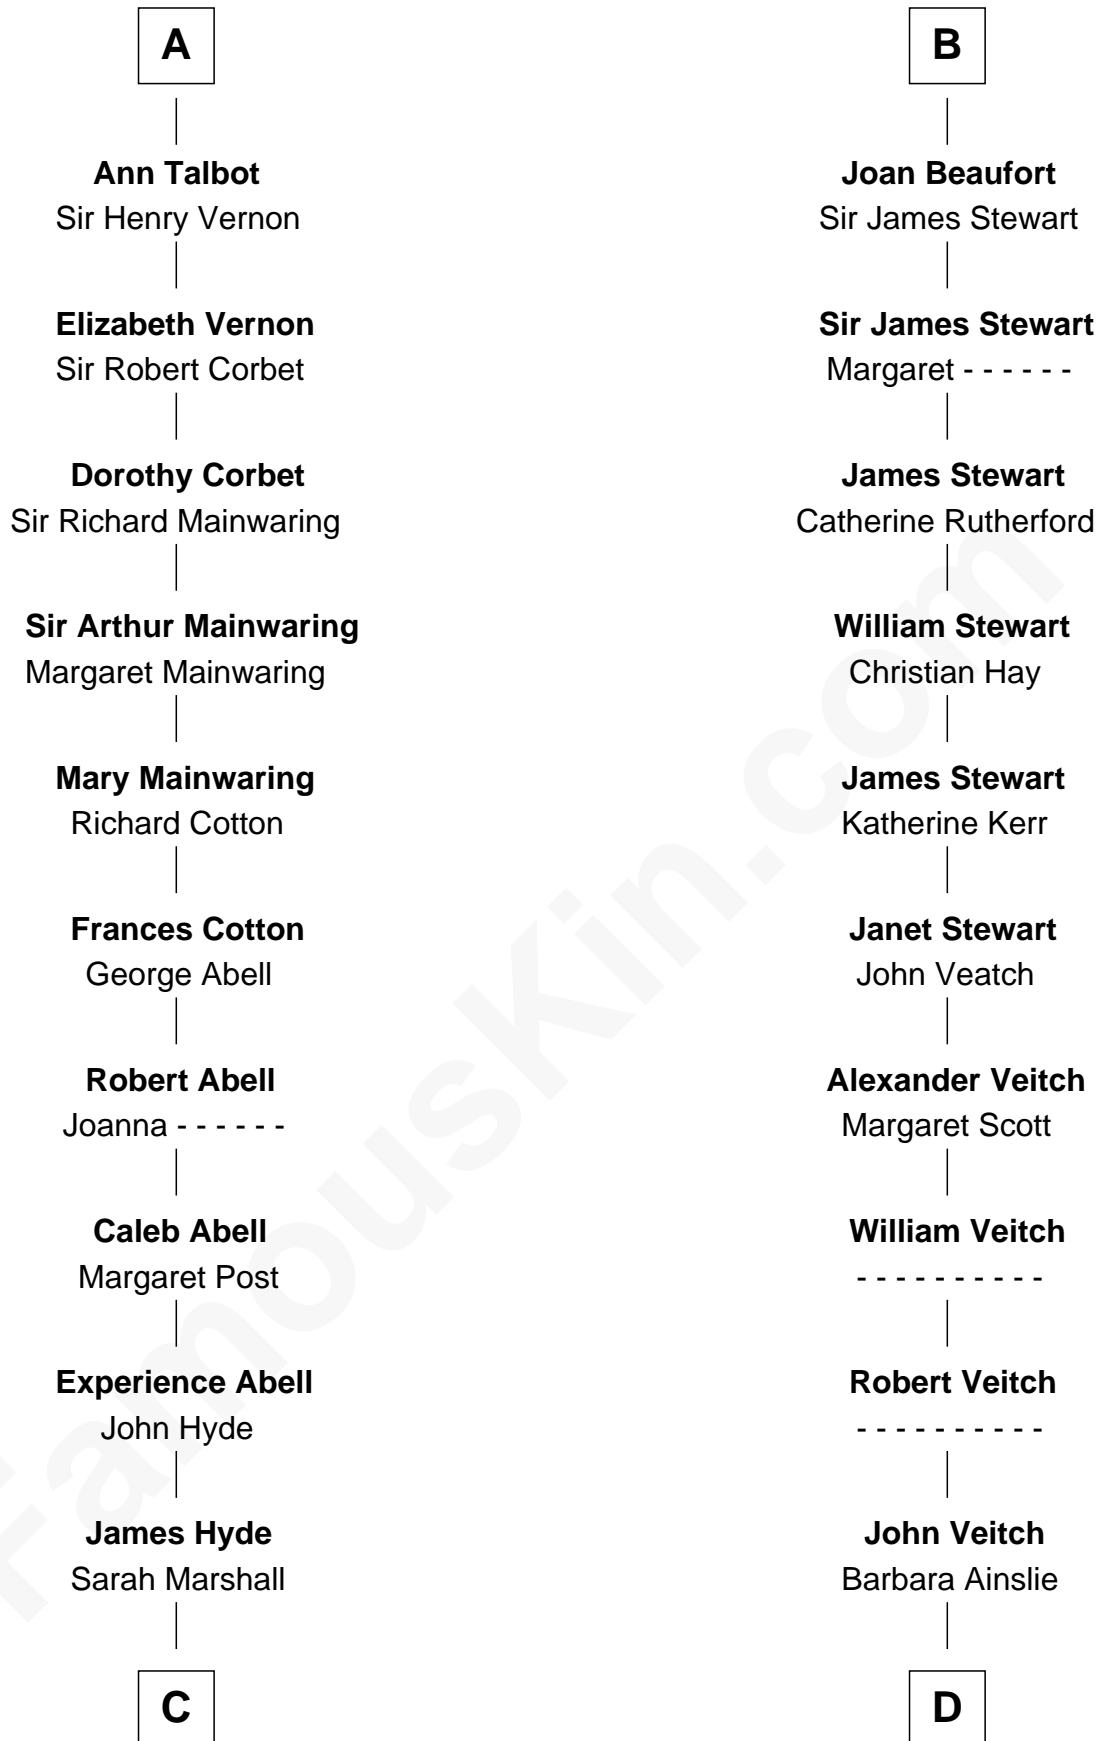 A
Ann Talbot
Sir Henry Vernon
Elizabeth Vernon
Sir Robert Corbet
Dorothy Corbet
Sir Richard Mainwaring
Sir Arthur Mainwaring
Margaret Mainwaring
Mary Mainwaring
Richard Cotton
Frances Cotton
George Abell
Robert Abell
Joanna - - - - - -
Caleb Abell
Margaret Post
Experience Abell
John Hyde
James Hyde
Sarah Marshall
C
B
Joan Beaufort
Sir James Stewart
Sir James Stewart
Margaret - - - - - -
James Stewart
Catherine Rutherford
William Stewart
Christian Hay
James Stewart
Katherine Kerr
Janet Stewart
John Veatch
Alexander Veitch
Margaret Scott
William Veitch
- - - - - - - - - -
Robert Veitch
- - - - - - - - - -
John Veitch
Barbara Ainslie
D
FamousKin.com